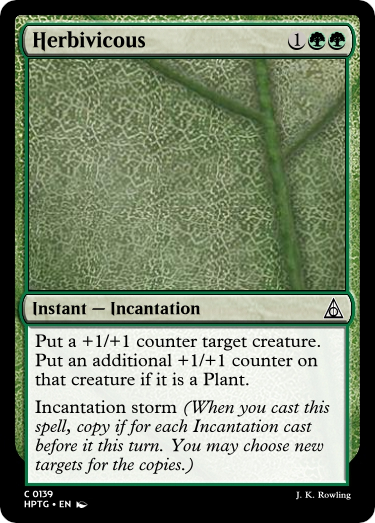 Herbivicous 1
Instant — Incantation
Put a +1/+1 counter target creature.
Put an additional +1/+1 counter on
that creature if it is a Plant.
Incantation storm (When you cast this
spell, copy if for each Incantation cast
before it this turn. You may choose new
targets for the copies.)
C 0139
HPTG • EN
J. K. Rowling